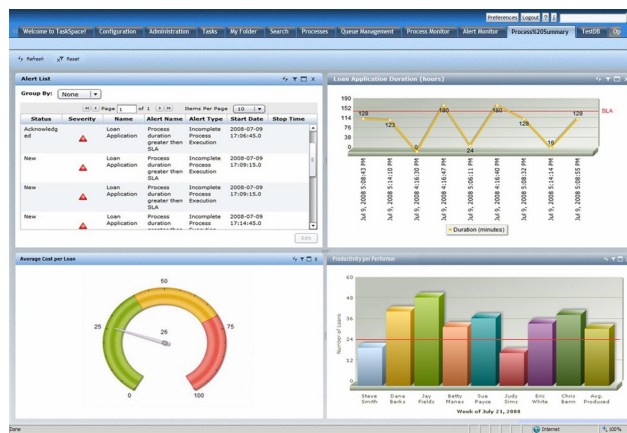 Preferences Logout ? i
Welcome to TaskSpace! Configuration Administration Tasks My Folder Search Processes Queue Management Process Monitor Alert Monitor Process%20Summary TestDB Op
Refresh Reset
Alert List
Group By: None
Page 1 of 1 Items Per Page 10
Status Severity Name Alert Name Alert Type Start Date Stop Time
Acknowledg
ed
Loan
Application
Process
duration
greater then
SLA
Incomplete
Process
Execution
2008-07-09
17:06:45.0
New
Loan
Application
Process
duration
greater then
SLA
Incomplete
Process
Execution
2008-07-09
17:09:15.0
New
Loan
Application
Process
duration
greater then
SLA
Incomplete
Process
Execution
2008-07-09
17:09:15.0
New
Loan
Application
Process
duration
greater then
Incomplete
Process
2008-07-09
17:14:45.0
Loan Application Duration (hours)
190
152
114
76
38
0
128
123
0
180
24
180
128
16
128
SLA
Jul 9, 2008 5:08:43 PM
Jul 9, 2008 5:14:10 PM
Jul 9, 2008 4:16:30 PM
Jul 9, 2008 4:16:47 PM
Jul 9, 2008 5:06:11 PM
Jul 9, 2008 4:16:40 PM
Jul 9, 2008 5:08:32 PM
Jul 9, 2008 5:14:14 PM
Jul 9, 2008 5:08:55 PM
Duration (minutes)
Average Cost per Loan
0
25
50
75
100
25
Productivity per Performer
Number of Loans
60
48
36
24
12
0
Steve
Smith
Dana
Berks
Jay
Fields
Betty
Manes
Sue
Payce
Judy
Sims
Eric
White
Chris
Benn
Avg.
Produced
Week of July 21, 2008
Done Internet 100%